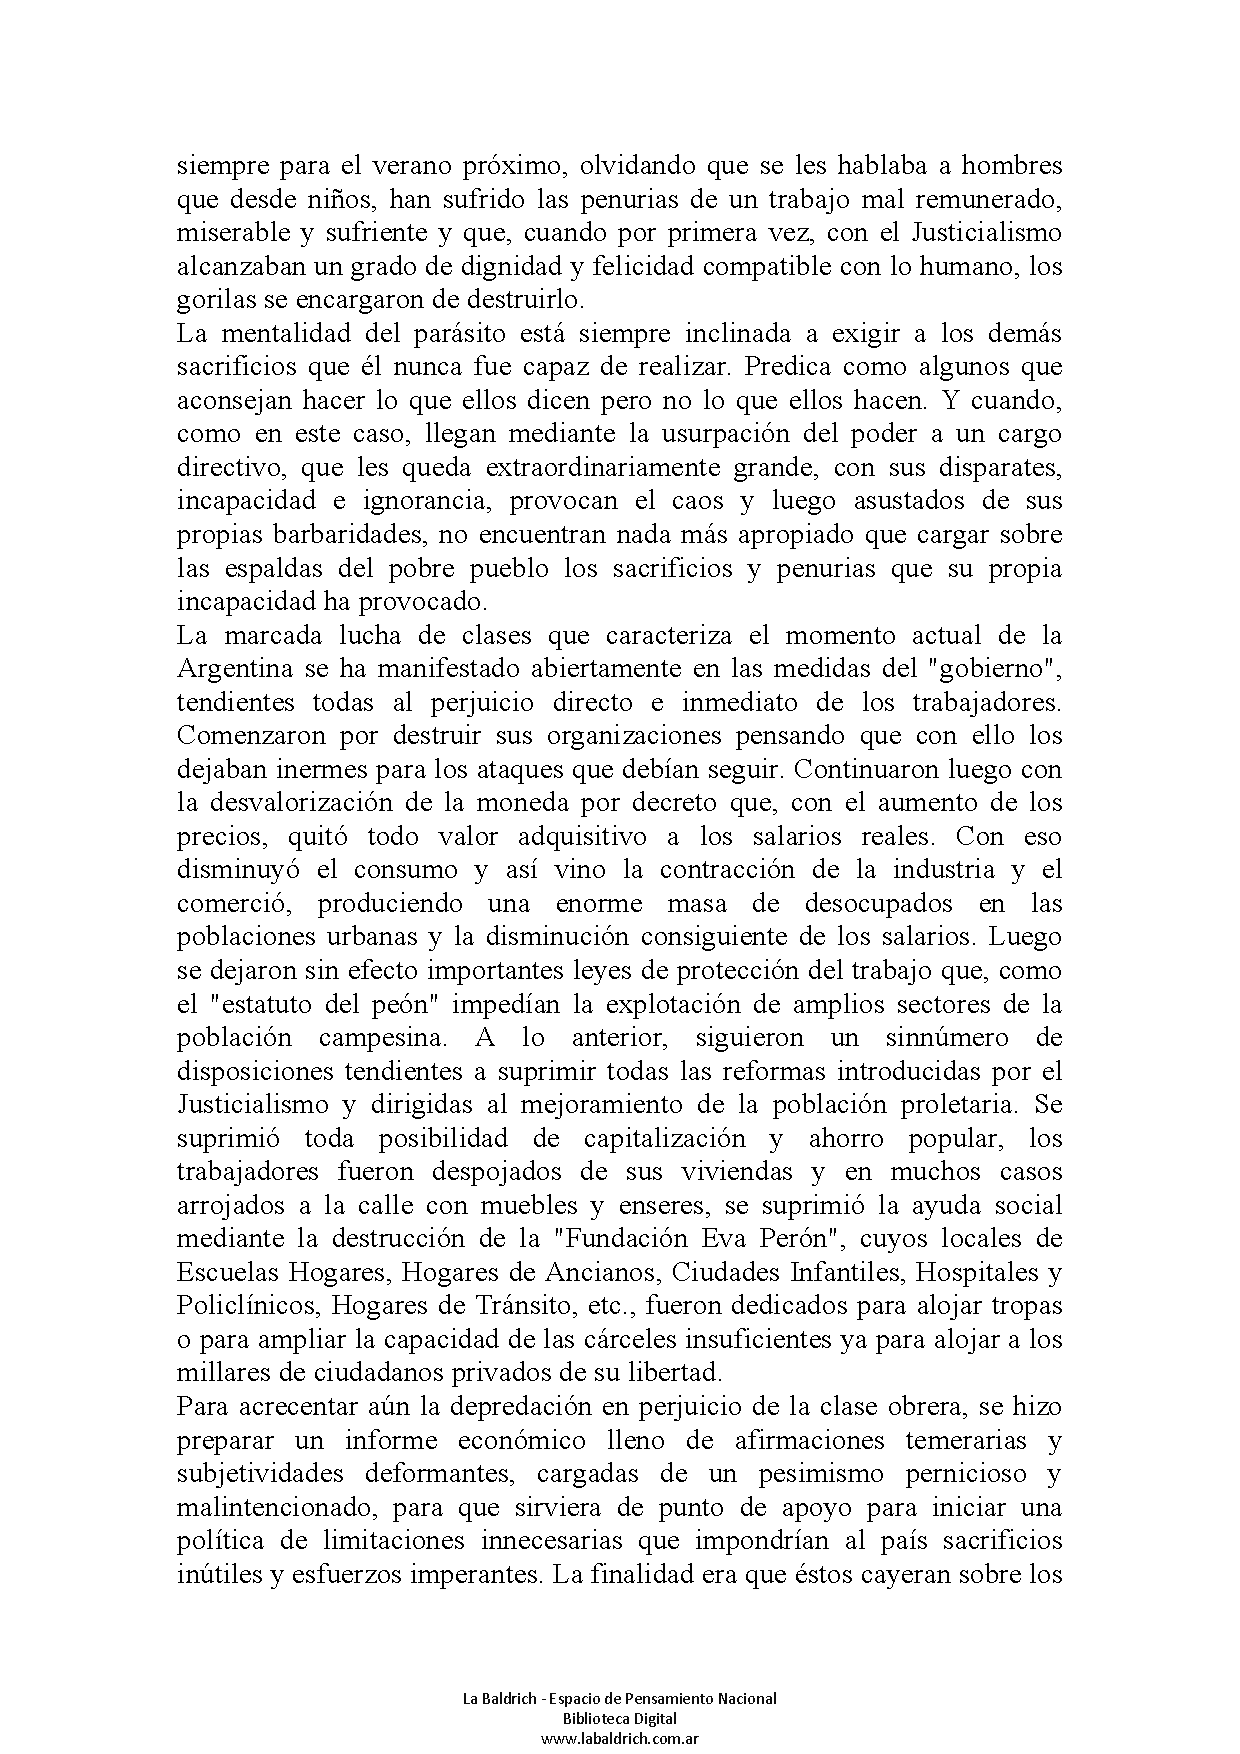 siempre para el verano próximo, olvidando que se les hablaba a hombres
que desde niños, han sufrido las penurias de un trabajo mal remunerado,
miserable y sufriente y que, cuando por primera vez, con el Justicialismo
alcanzaban un grado de dignidad y felicidad compatible con lo humano, los
gorilas se encargaron de destruirlo.
La mentalidad del parásito está siempre inclinada a exigir a los demás
sacrificios que él nunca fue capaz de realizar. Predica como algunos que
aconsejan hacer lo que ellos dicen pero no lo que ellos hacen. Y cuando,
como en este caso, llegan mediante la usurpación del poder a un cargo
directivo, que les queda extraordinariamente grande, con sus disparates,
incapacidad e ignorancia, provocan el caos y luego asustados de sus
propias barbaridades, no encuentran nada más apropiado que cargar sobre
las espaldas del pobre pueblo los sacrificios y penurias que su propia
incapacidad ha provocado.
La marcada lucha de clases que caracteriza el momento actual de la
Argentina se ha manifestado abiertamente en las medidas del "gobierno",
tendientes todas al perjuicio directo e inmediato de los trabajadores.
Comenzaron por destruir sus organizaciones pensando que con ello los
dejaban inermes para los ataques que debían seguir. Continuaron luego con
la desvalorización de la moneda por decreto que, con el aumento de los
precios, quitó todo valor adquisitivo a los salarios reales. Con eso
disminuyó el consumo y así vino la contracción de la industria y el
comerció, produciendo una enorme masa de desocupados en las
poblaciones urbanas y la disminución consiguiente de los salarios. Luego
se dejaron sin efecto importantes leyes de protección del trabajo que, como
el "estatuto del peón" impedían la explotación de amplios sectores de la
población campesina. A lo anterior, siguieron un sinnúmero de
disposiciones tendientes a suprimir todas las reformas introducidas por el
Justicialismo y dirigidas al mejoramiento de la población proletaria. Se
suprimió toda posibilidad de capitalización y ahorro popular, los
trabajadores fueron despojados de sus viviendas y en muchos casos
arrojados a la calle con muebles y enseres, se suprimió la ayuda social
mediante la destrucción de la "Fundación Eva Perón", cuyos locales de
Escuelas Hogares, Hogares de Ancianos, Ciudades Infantiles, Hospitales y
Policlínicos, Hogares de Tránsito, etc., fueron dedicados para alojar tropas
o para ampliar la capacidad de las cárceles insuficientes ya para alojar a los
millares de ciudadanos privados de su libertad.
Para acrecentar aún la depredación en perjuicio de la clase obrera, se hizo
preparar un informe económico lleno de afirmaciones temerarias y
subjetividades deformantes, cargadas de un pesimismo pernicioso y
malintencionado, para que sirviera de punto de apoyo para iniciar una
política de limitaciones innecesarias que impondrían al país sacrificios
inútiles y esfuerzos imperantes. La finalidad era que éstos cayeran sobre los
La Baldrich - Espacio de Pensamiento Nacional
Biblioteca Digital
www.labaldrich.com.ar